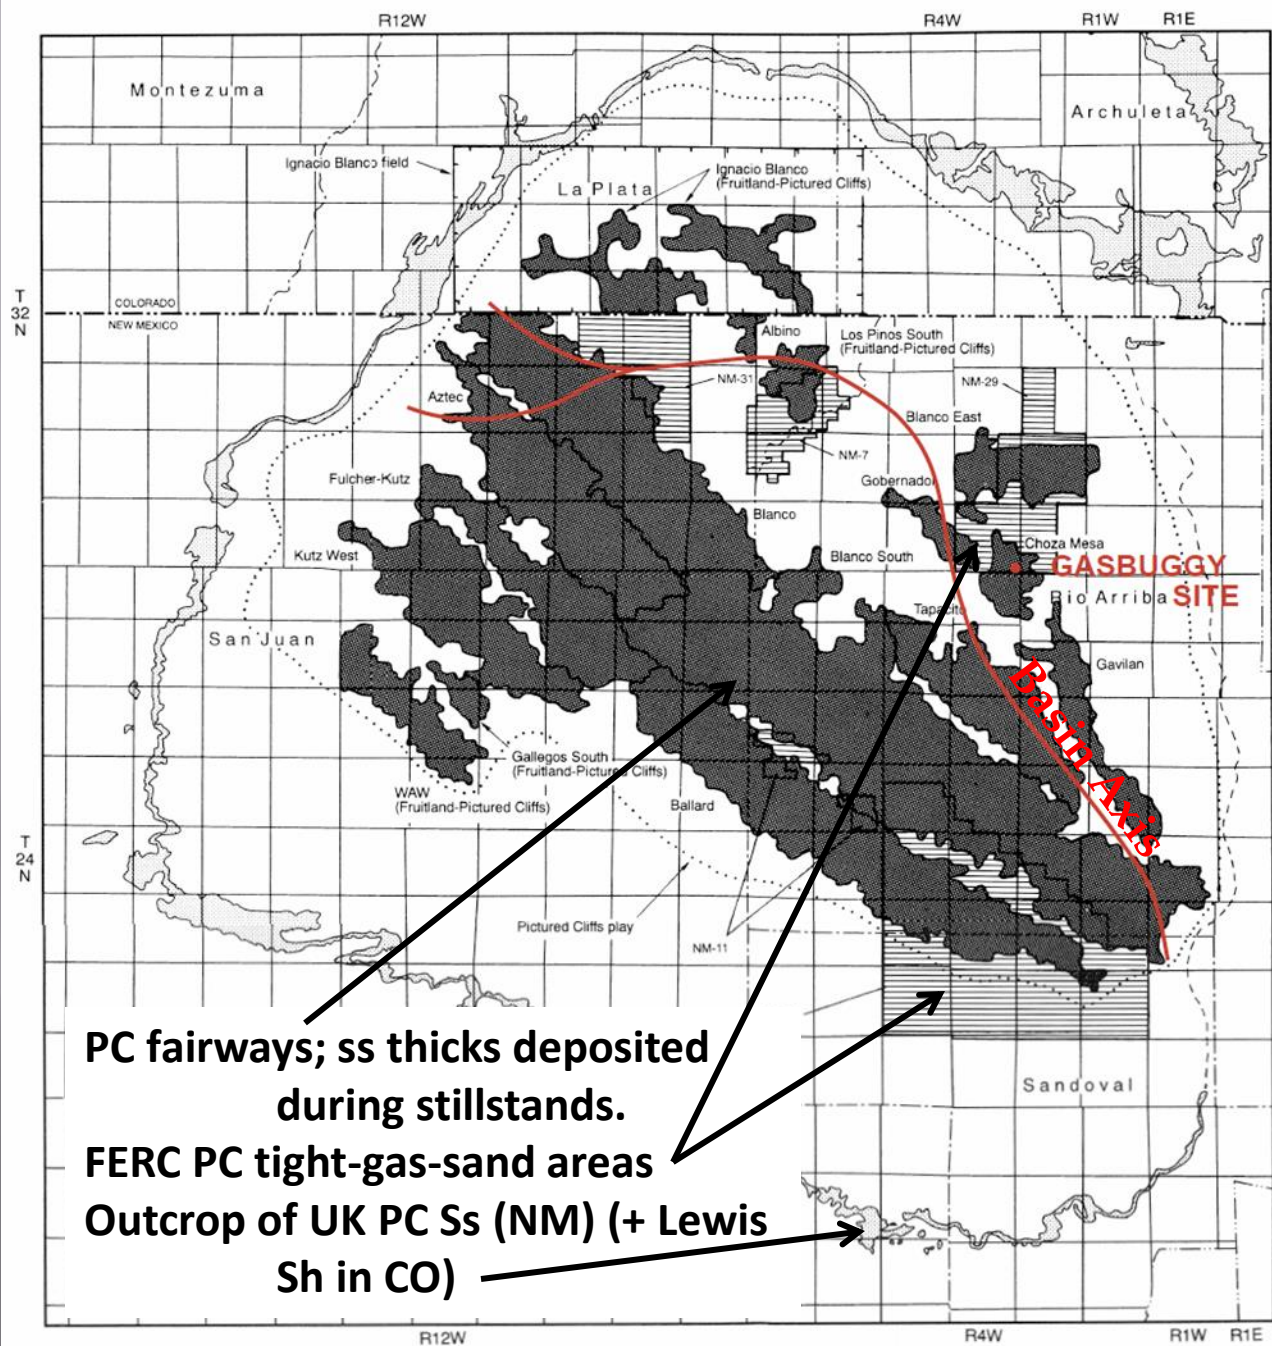 R12W
R4W
R1W
R1E
Montezuma
Archuleta
Ignacio Blanco field
Ignacio Blanco
(Fruitland-Pictured Cliffs)
La Plata
T
32
N
COLORADO
NEW MEXICO
Albino
Los Pinos South
(Fruitland-Pictured Cliffs)
NM-31
NM-29
Aztec
Blanco East
NM-7
Fulcher-Kutz
Gobernador
Blanco
Kutz West
Blanco South
Choza Mesa
GASBUGGY
Rio Arriba SITE
Tapacito
San Juan
Gavilan
Basin Axis
Gallegos South
(Fruitland-Pictured Cliffs)
WAW
(Fruitland-Pictured Cliffs)
Ballard
T
24
N
Pictured Cliffs play
NM-11
PC fairways; ss thicks deposited
during stillstands.
FERC PC tight-gas-sand areas
Outcrop of UK PC Ss (NM) (+ Lewis
Sh in CO)
Sandoval
R12W
R4W
R1W
R1E